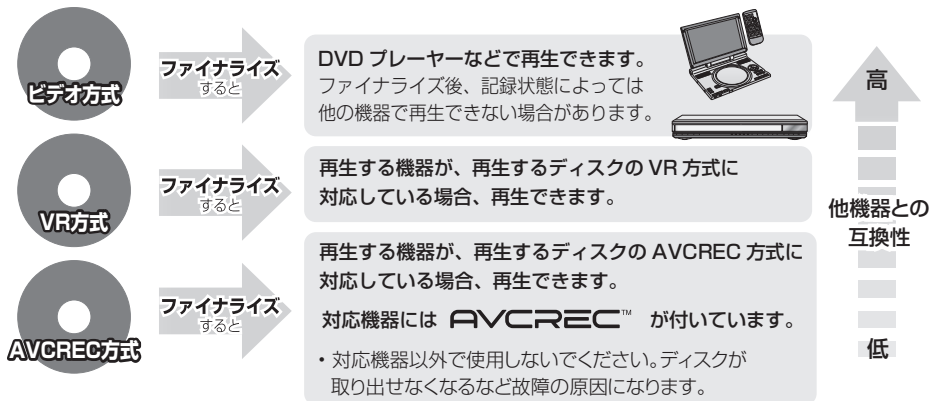 ビデオ方式
ファイナライズ
すると
DVD プレーヤーなどで再生できます。
ファイナライズ後、記録状態によっては
他の機器で再生できない場合があります。
VR方式
ファイナライズ
すると
再生する機器が、再生するディスクの VR 方式に
対応している場合、再生できます。
AVCREC方式
ファイナライズ
すると
再生する機器が、再生するディスクの AVCREC 方式に
対応している場合、再生できます。
対応機器には AVCREC™ が付いています。
・対応機器以外で使用しないでください。ディスクが
取り出せなくなるなど故障の原因になります。
高
他機器との
互換性
低